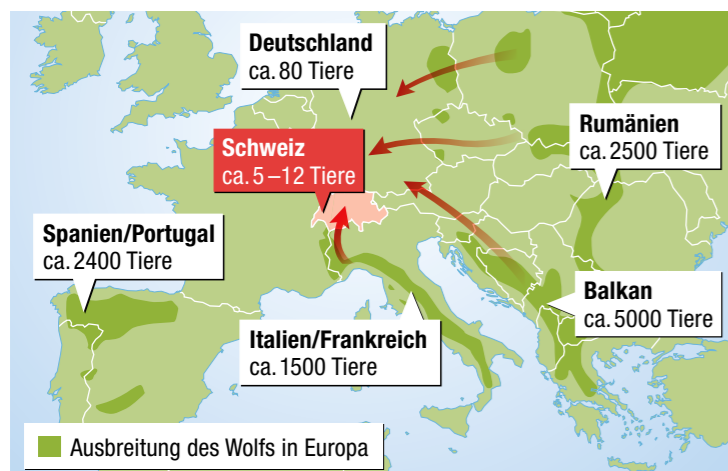 Deutschland
ca. 80 Tiere
Schweiz
ca. 5–12 Tiere
Rumänien
ca. 2500 Tiere
Spanien/Portugal
ca. 2400 Tiere
Balkan
ca. 5000 Tiere
Italien/Frankreich
ca. 1500 Tiere
Ausbreitung des Wolfs in Europa